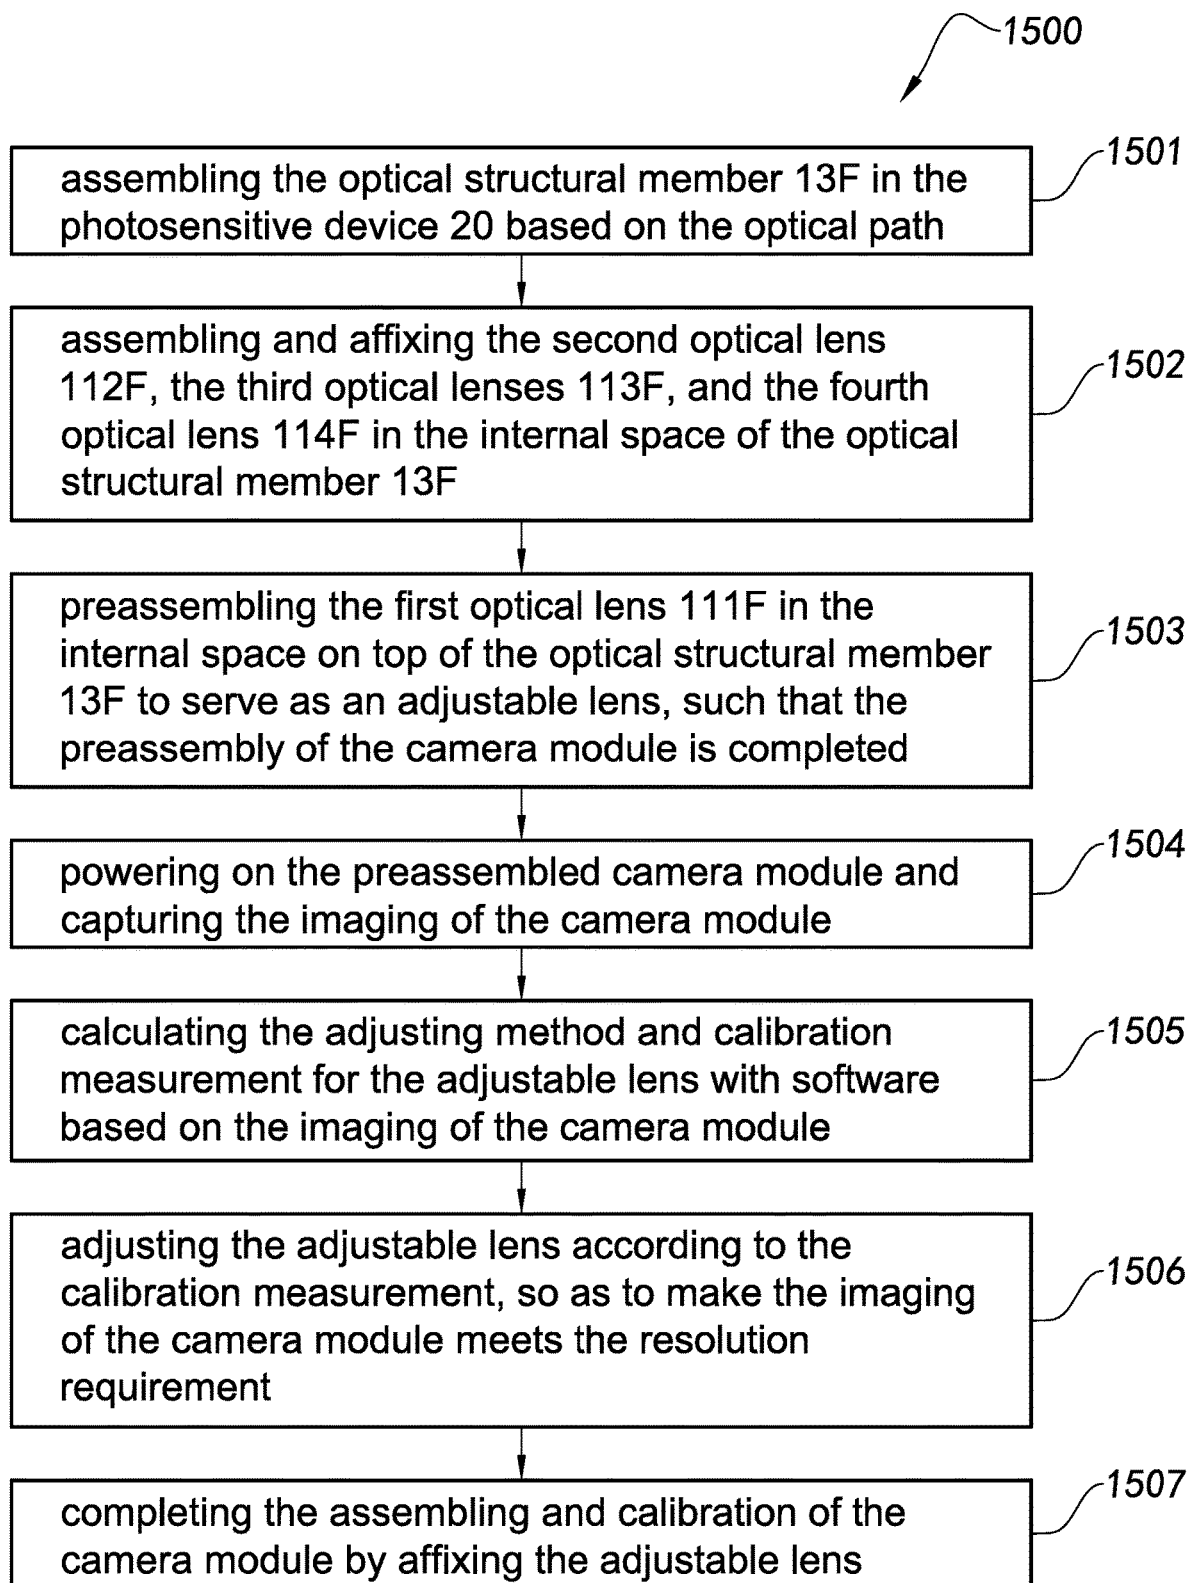 1500
1501
assembling the optical structural member 13F in the
photosensitive device 20 based on the optical path
assembling and affixing the second optical lens
112F, the third optical lenses 113F, and the fourth
optical lens 114F in the internal space of the optical
structural member 13F
1502
preassembling the first optical lens 111F in the
internal space on top of the optical structural member
13F to serve as an adjustable lens, such that the
preassembly of the camera module is completed
1503
powering on the preassembled camera module and
capturing the imaging of the camera module
1504
calculating the adjusting method and calibration
measurement for the adjustable lens with software
based on the imaging of the camera module
1505
adjusting the adjustable lens according to the
calibration measurement, so as to make the imaging
of the camera module meets the resolution
requirement
1506
completing the assembling and calibration of the
camera module by affixing the adjustable lens
1507